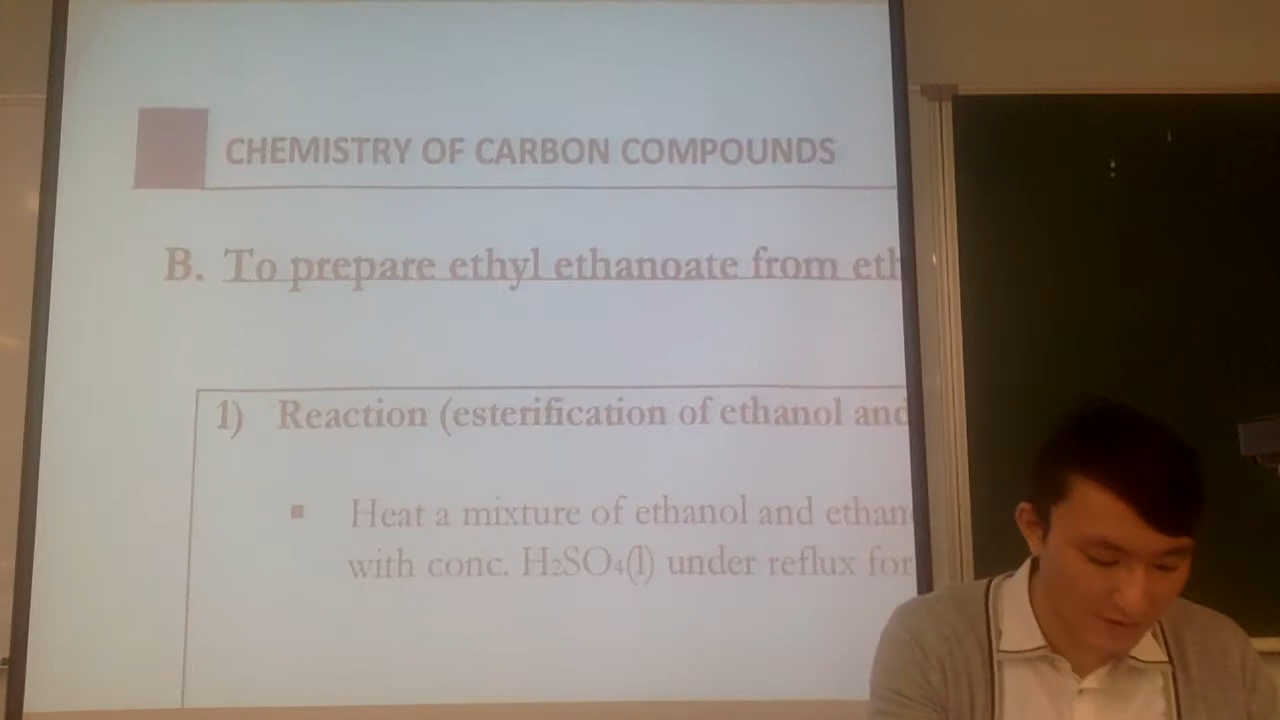 CHEMISTRY OF CARBON COMPOUNDS
B. To prepare ethyl ethanoate from eth
1) Reaction (esterification of ethanol and
▪ Heat a mixture of ethanol and ethan
with conc. H₂SO₄(l) under reflux for